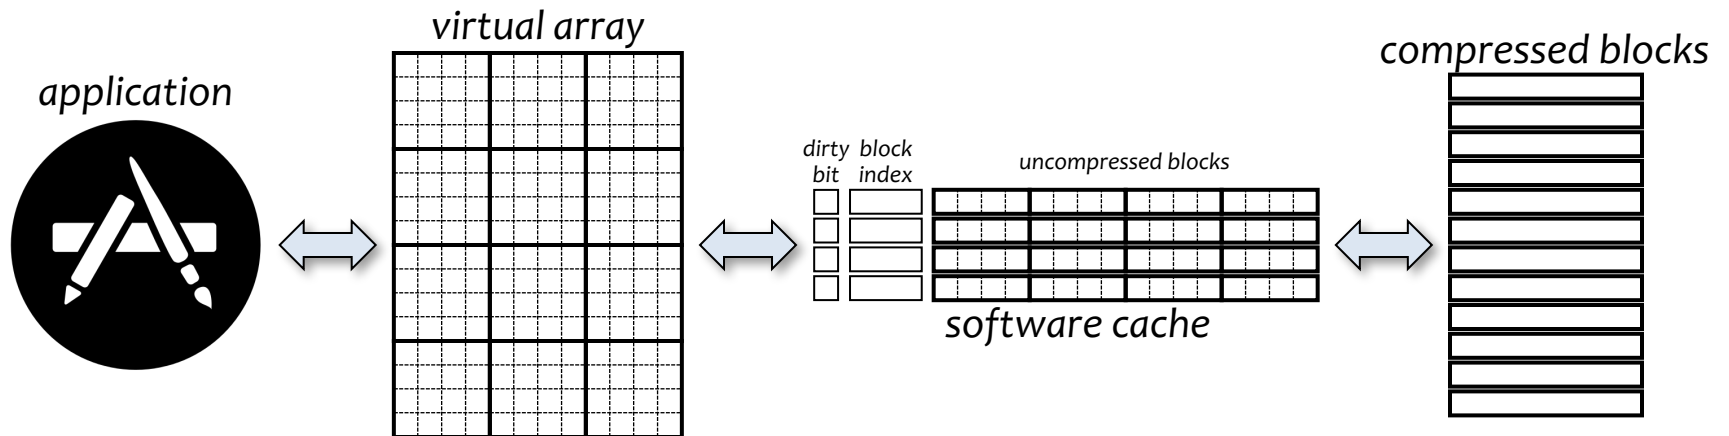 virtual array
compressed blocks
application
dirty block
bit index
uncompressed blocks
software cache